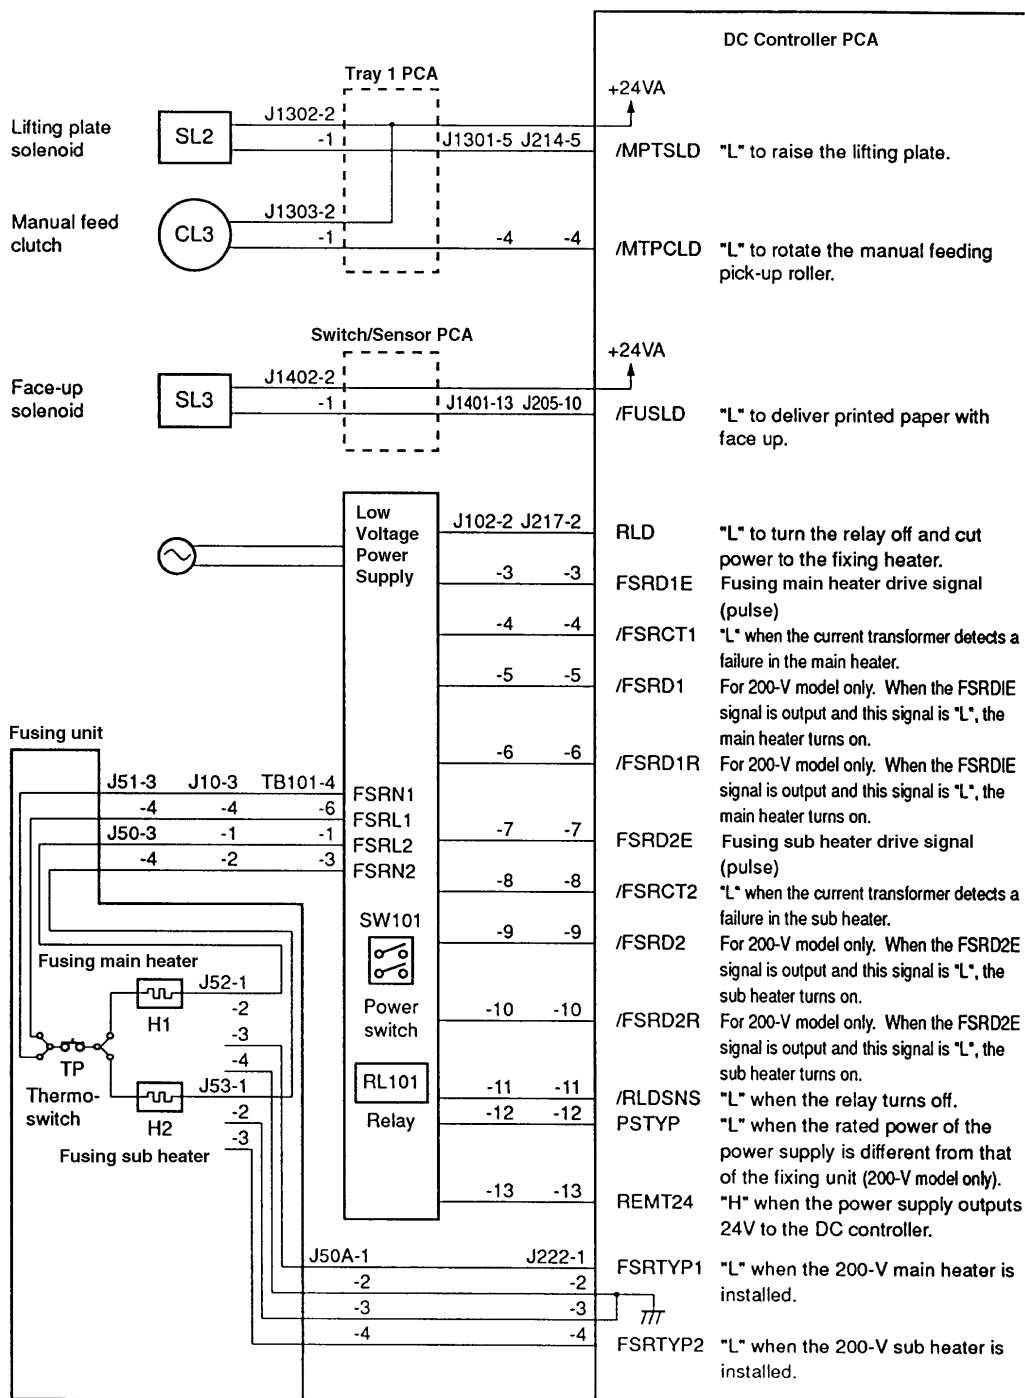 DC Controller PCA
Tray 1 PCA
+24VA
J1302-2
Lifting plate
solenoid
SL2
-1
J1301-5 J214-5
/MPTSLD "L" to raise the lifting plate.
J1303-2
Manual feed
clutch
CL3
-1
-4 -4
/MTPCLD "L" to rotate the manual feeding
pick-up roller.
Switch/Sensor PCA
+24VA
J1402-2
Face-up
solenoid
SL3
-1
J1401-13 J205-10
/FUSLD "L" to deliver printed paper with
face up.
Low
Voltage
Power
Supply
J102-2 J217-2
RLD "L" to turn the relay off and cut
power to the fixing heater.
-3 -3
FSRD1E Fusing main heater drive signal
(pulse)
-4 -4
/FSRCT1 "L" when the current transformer detects a
failure in the main heater.
-5 -5
/FSRD1 For 200-V model only. When the FSRDIE
signal is output and this signal is "L", the
main heater turns on.
-6 -6
/FSRD1R For 200-V model only. When the FSRDIE
signal is output and this signal is "L", the
main heater turns on.
-7 -7
FSRD2E Fusing sub heater drive signal
(pulse)
-8 -8
/FSRCT2 "L" when the current transformer detects a
failure in the sub heater.
-9 -9
/FSRD2 For 200-V model only. When the FSRD2E
signal is output and this signal is "L", the
sub heater turns on.
-10 -10
/FSRD2R For 200-V model only. When the FSRD2E
signal is output and this signal is "L", the
sub heater turns on.
-11 -11
/RLDSNS "L" when the relay turns off.
-12 -12
PSTYP "L" when the rated power of the
power supply is different from that
of the fixing unit (200-V model only).
-13 -13
REMT24 "H" when the power supply outputs
24V to the DC controller.
Fusing unit
J51-3 J10-3 TB101-4 FSRN1
-4 -4 -6 FSRL1
J50-3 -1 -1 FSRL2
-4 -2 -3 FSRN2
SW101
Power
switch
RL101
Relay
Fusing main heater
J52-1
H1
-2
-3
-4
TP
Thermo-
switch
J53-1
H2
-2
-3
Fusing sub heater
J50A-1 J222-1
FSRTYP1 "L" when the 200-V main heater is
installed.
-2 -2
-3 -3
-4 -4
FSRTYP2 "L" when the 200-V sub heater is
installed.